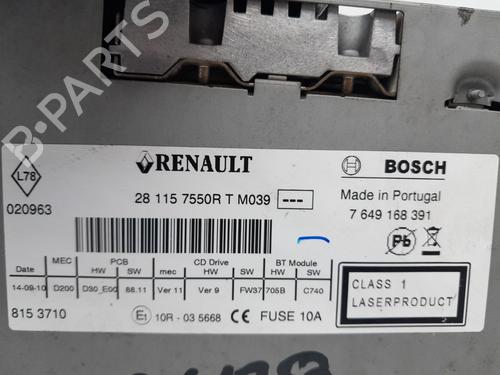 B-PARTS
L78
020963
RENAULT
28 115 7550R T M039 ---
BOSCH
Made in Portugal
7 649 168 391
Pb
MEC PCB CD Drive BT Module
Date HW SW mec HW SW HW SW
14-09-10 D200 D30_E00 88.11 Ver 11 Ver 9 FW37 705B C740
815 3710
E1 10R - 03 5668 CE FUSE 10A
CLASS 1
LASERPRODUCT